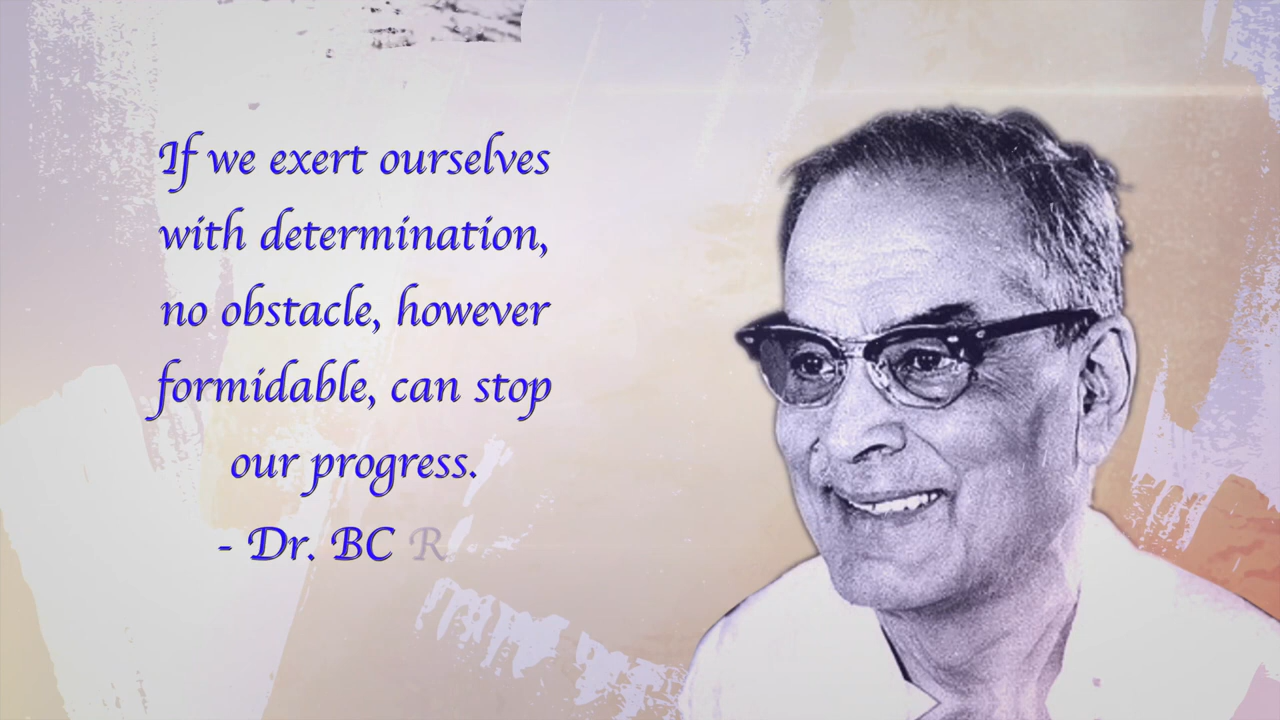 If we exert ourselves
with determination,
no obstacle, however
formidable, can stop
our progress.
- Dr. BC R